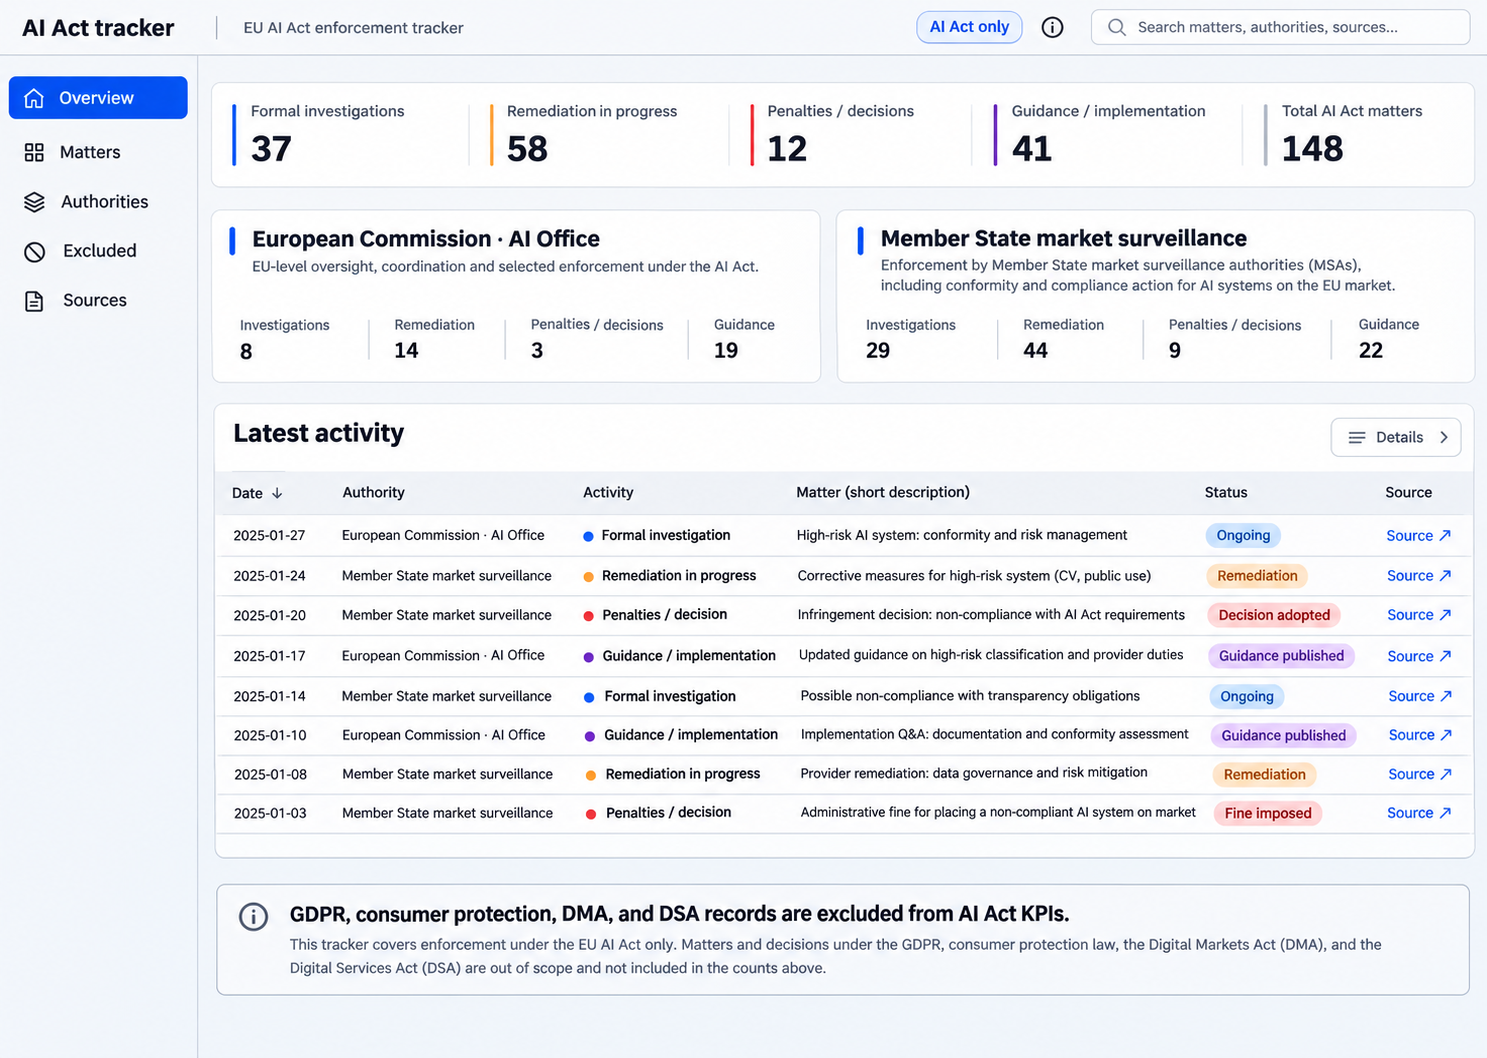 AI Act tracker
EU AI Act enforcement tracker
AI Act only
Search matters, authorities, sources...
Overview
Matters
Authorities
Excluded
Sources
Formal investigations
37
Remediation in progress
58
Penalties / decisions
12
Guidance / implementation
41
Total AI Act matters
148
European Commission · AI Office
EU-level oversight, coordination and selected enforcement under the AI Act.
Investigations
8
Remediation
14
Penalties / decisions
3
Guidance
19
Member State market surveillance
Enforcement by Member State market surveillance authorities (MSAs),
including conformity and compliance action for AI systems on the EU market.
Investigations
29
Remediation
44
Penalties / decisions
9
Guidance
22
Latest activity
Details
Date ↓ Authority Activity Matter (short description) Status Source
2025-01-27 European Commission · AI Office Formal investigation High-risk AI system: conformity and risk management Ongoing Source ↗
2025-01-24 Member State market surveillance Remediation in progress Corrective measures for high-risk system (CV, public use) Remediation Source ↗
2025-01-20 Member State market surveillance Penalties / decision Infringement decision: non-compliance with AI Act requirements Decision adopted Source ↗
2025-01-17 European Commission · AI Office Guidance / implementation Updated guidance on high-risk classification and provider duties Guidance published Source ↗
2025-01-14 Member State market surveillance Formal investigation Possible non-compliance with transparency obligations Ongoing Source ↗
2025-01-10 European Commission · AI Office Guidance / implementation Implementation Q&A: documentation and conformity assessment Guidance published Source ↗
2025-01-08 Member State market surveillance Remediation in progress Provider remediation: data governance and risk mitigation Remediation Source ↗
2025-01-03 Member State market surveillance Penalties / decision Administrative fine for placing a non-compliant AI system on market Fine imposed Source ↗
GDPR, consumer protection, DMA, and DSA records are excluded from AI Act KPIs.
This tracker covers enforcement under the EU AI Act only. Matters and decisions under the GDPR, consumer protection law, the Digital Markets Act (DMA), and the
Digital Services Act (DSA) are out of scope and not included in the counts above.